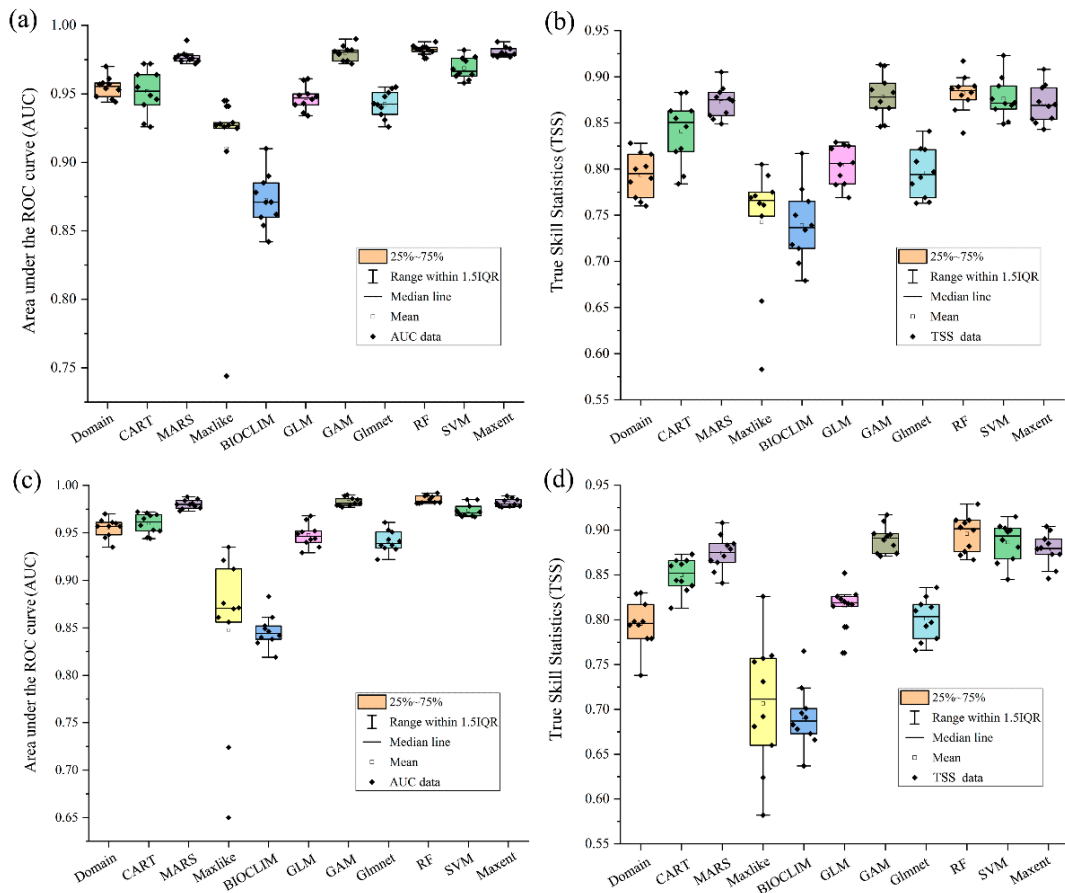 (a)
Area under the ROC curve (AUC)
1.00
0.95
0.90
0.85
0.80
0.75
25%~75%
Range within 1.5IQR
Median line
Mean
AUC data
Domain
CART
MARS
Maxlike
BIOCLIM
GLM
GAM
Glmnet
RF
SVM
Maxent
(b)
True Skill Statistics (TSS)
0.95
0.90
0.85
0.80
0.75
0.70
0.65
0.60
0.55
25%~75%
Range within 1.5IQR
Median line
Mean
TSS data
Domain
CART
MARS
Maxlike
BIOCLIM
GLM
GAM
Glmnet
RF
SVM
Maxent
(c)
Area under the ROC curve (AUC)
1.00
0.95
0.90
0.85
0.80
0.75
0.70
0.65
25%~75%
Range within 1.5IQR
Median line
Mean
AUC data
Domain
CART
MARS
Maxlike
BIOCLIM
GLM
GAM
Glmnet
RF
SVM
Maxent
(d)
True Skill Statistics (TSS)
0.95
0.90
0.85
0.80
0.75
0.70
0.65
0.60
0.55
25%~75%
Range within 1.5IQR
Median line
Mean
TSS data
Domain
CART
MARS
Maxlike
BIOCLIM
GLM
GAM
Glmnet
RF
SVM
Maxent